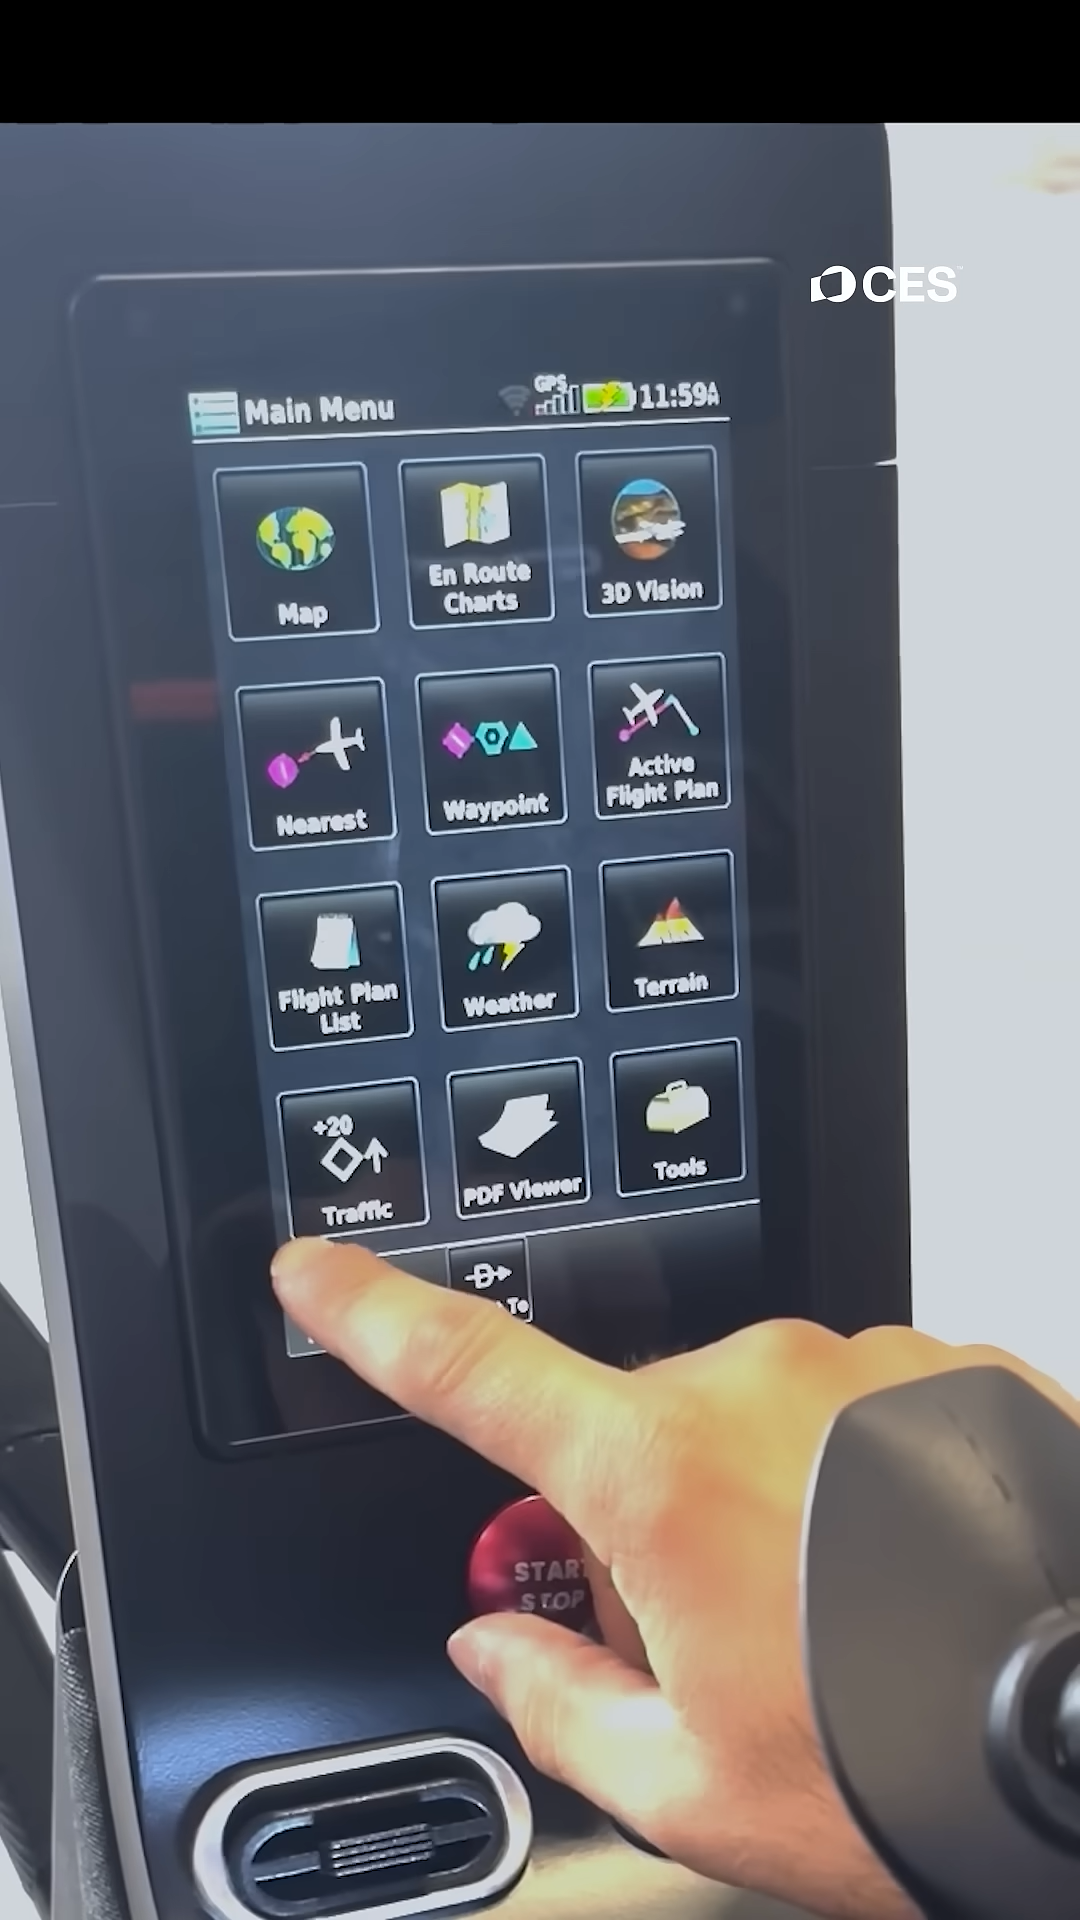 CES
Main Menu
GPS
11:59A
Map
En Route
Charts
3D Vision
Nearest
Waypoint
Active
Flight Plan
Flight Plan
List
Weather
Terrain
+20
Traffic
PDF Viewer
Tools
D
To
START
STOP